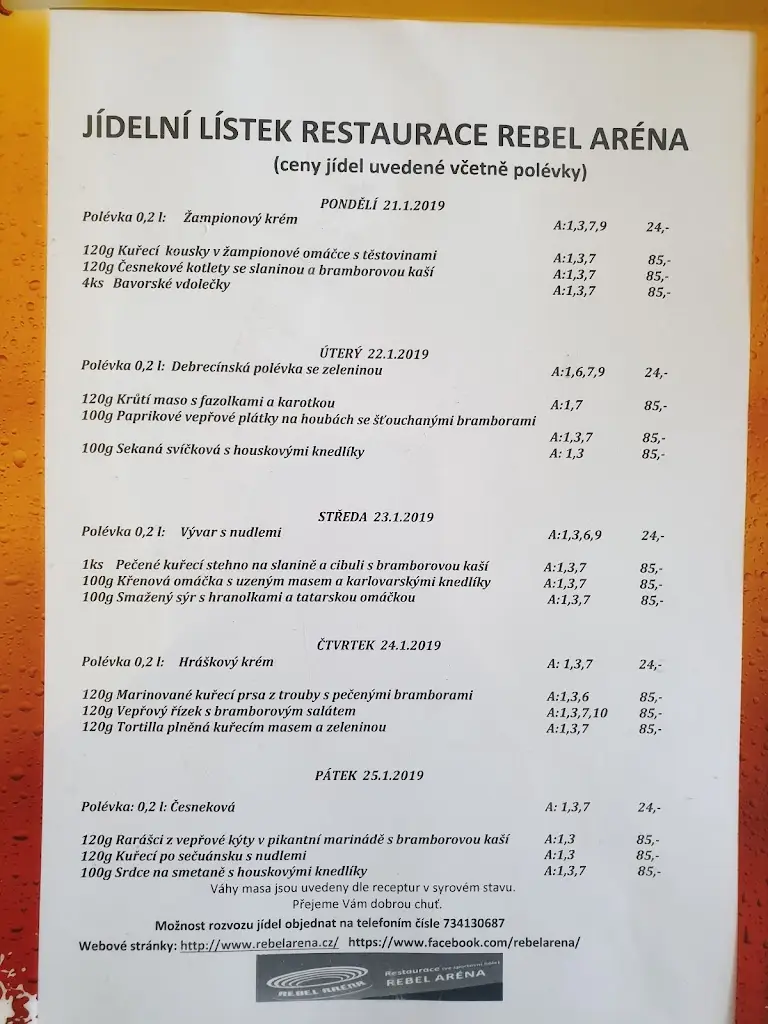 JÍDELNÍ LÍSTEK RESTAURACE REBEL ARÉNA
(ceny jídel uvedené včetně polévky)
PONDĚLÍ 21.1.2019
Polévka 0,2 l: Žampionový krém A:1,3,7,9 24,-
120g Kuřecí kousky v žampionové omáčce s těstovinami A:1,3,7 85,-
120g Česnekové kotlety se slaninou a bramborovou kaší A:1,3,7 85,-
4ks Bavorské vdolečky A:1,3,7 85,-
ÚTERÝ 22.1.2019
Polévka 0,2 l: Debrecínská polévka se zeleninou A:1,6,7,9 24,-
120g Krůtí maso s fazolkami a karotkou A:1,7 85,-
100g Paprikové vepřové plátky na houbách se šťouchanými bramborami
A:1,3,7 85,-
100g Sekaná svíčková s houskovými knedlíky A: 1,3 85,-
STŘEDA 23.1.2019
Polévka 0,2 l: Vývar s nudlemi A:1,3,6,9 24,-
1ks Pečené kuřecí stehno na slanině a cibuli s bramborovou kaší A:1,3,7 85,-
100g Křenová omáčka s uzeným masem a karlovarskými knedlíky A:1,3,7 85,-
100g Smažený sýr s hranolkami a tatarskou omáčkou A:1,3,7 85,-
ČTVRTEK 24.1.2019
Polévka 0,2 l: Hráškový krém A: 1,3,7 24,-
120g Marinované kuřecí prsa z trouby s pečenými bramborami A:1,3,6 85,-
120g Vepřový řízek s bramborovým salátem A:1,3,7,10 85,-
120g Tortilla plněná kuřecím masem a zeleninou A:1,3,7 85,-
PÁTEK 25.1.2019
Polévka: 0,2 l: Česneková A: 1,3,7 24,-
120g Rarášci z vepřové kýty v pikantní marinádě s bramborovou kaší A:1,3 85,-
120g Kuřecí po sečuánsku s nudlemi A:1,3 85,-
100g Srdce na smetaně s houskovými knedlíky A:1,3,7 85,-
Váhy masa jsou uvedeny dle receptur v syrovém stavu.
Přejeme Vám dobrou chuť.
Možnost rozvozu jídel objednat na telefoním čísle 734130687
Webové stránky: http://www.rebelarena.cz/ https://www.facebook.com/rebelarena/
Restaurace
REBEL ARÉNA
REBEL ARÉNA